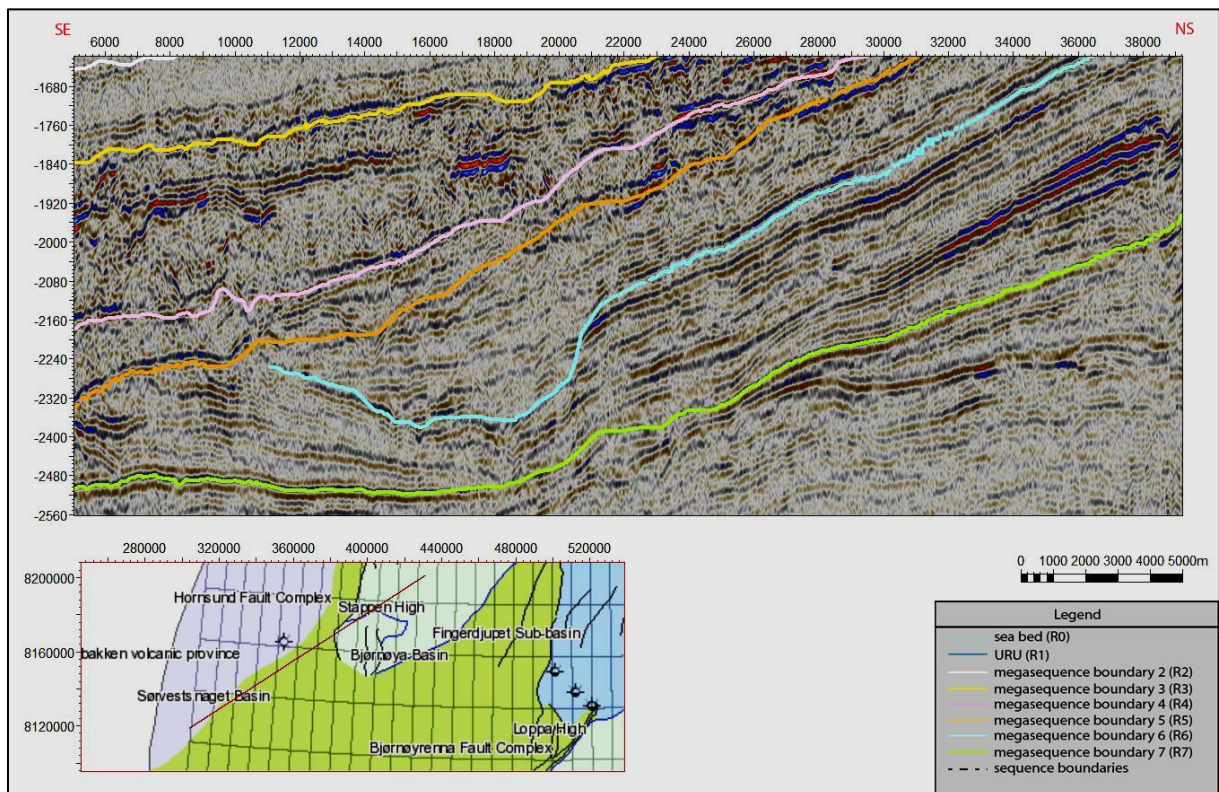 SE
NS
6000 8000 10000 12000 14000 16000 18000 20000 22000 24000 26000 28000 30000 32000 34000 36000 38000
-1680
-1760
-1840
-1920
-2000
-2080
-2160
-2240
-2320
-2400
-2480
-2560
280000 320000 360000 400000 440000 480000 520000
8200000
8160000
8120000
Hornsund Fault Complex
Stappen High
Fingerdjupet Sub-basin
bakken volcanic province
Bjørnøya Basin
Sørvestsnaget Basin
Loppa High
Bjørnøyrenna Fault Complex
0 1000 2000 3000 4000 5000m
Legend
sea bed (R0)
URU (R1)
megasequence boundary 2 (R2)
megasequence boundary 3 (R3)
megasequence boundary 4 (R4)
megasequence boundary 5 (R5)
megasequence boundary 6 (R6)
megasequence boundary 7 (R7)
sequence boundaries